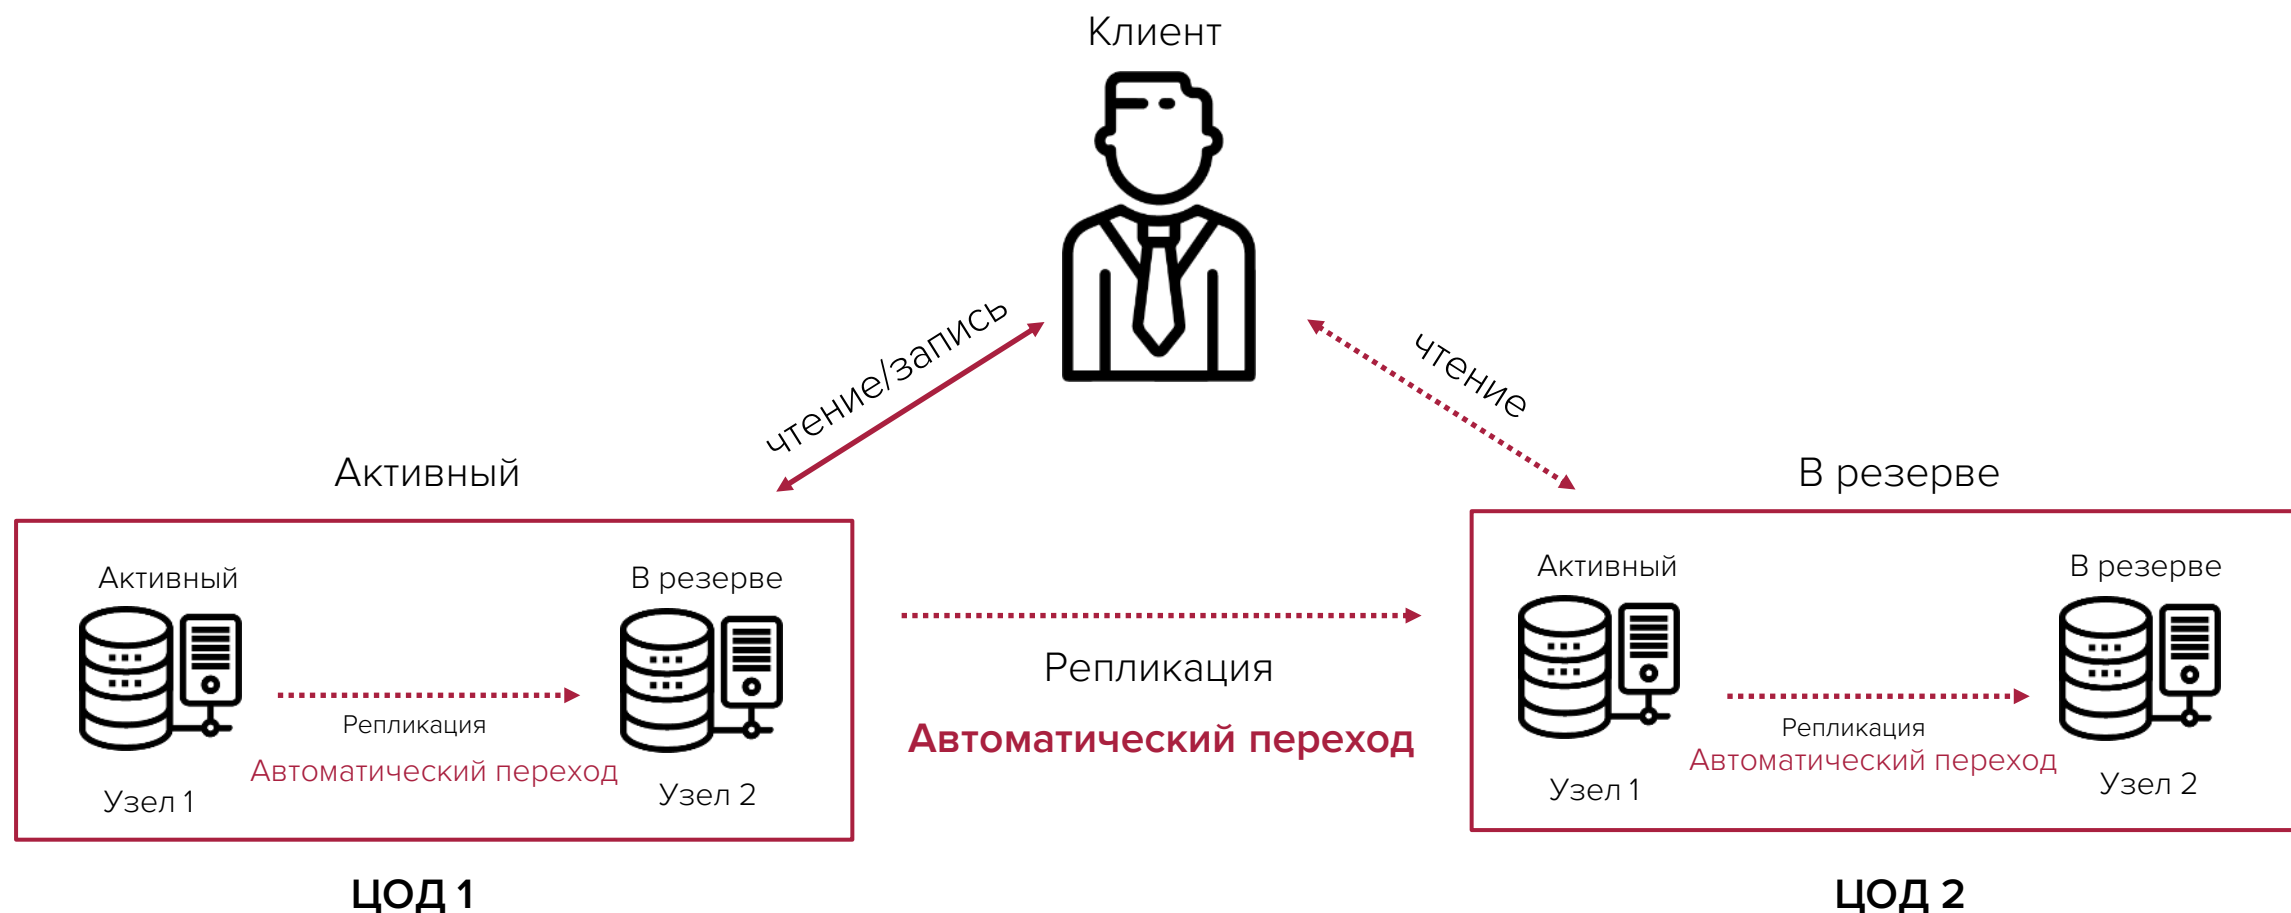 Клиент
чтение/запись
чтение
Активный
В резерве
Активный
В резерве
Репликация
Автоматический переход
Узел 1
Узел 2
Репликация
Автоматический переход
Активный
В резерве
Репликация
Автоматический переход
Узел 1
Узел 2
ЦОД 1
ЦОД 2